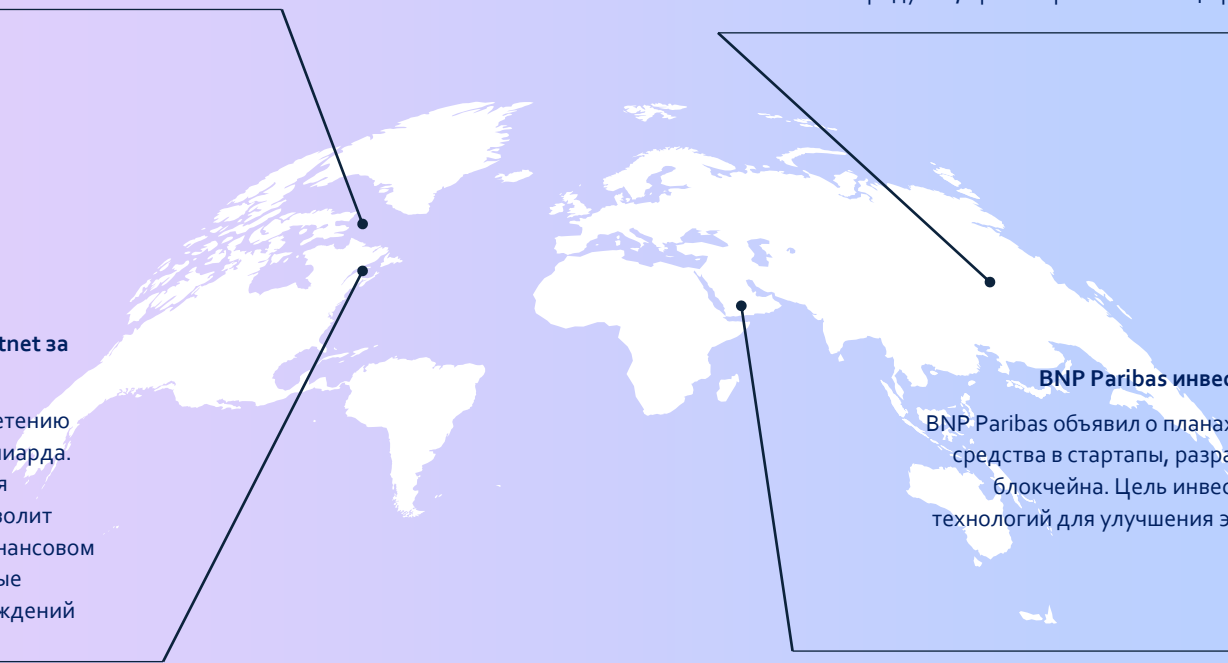 tnet за
етению
иарда.
я
волит
нансовом
ые
ждений
BNP Paribas инвес
BNP Paribas объявил о планах
средства в стартапы, разра
блокчейна. Цель инвес
технологий для улучшения э